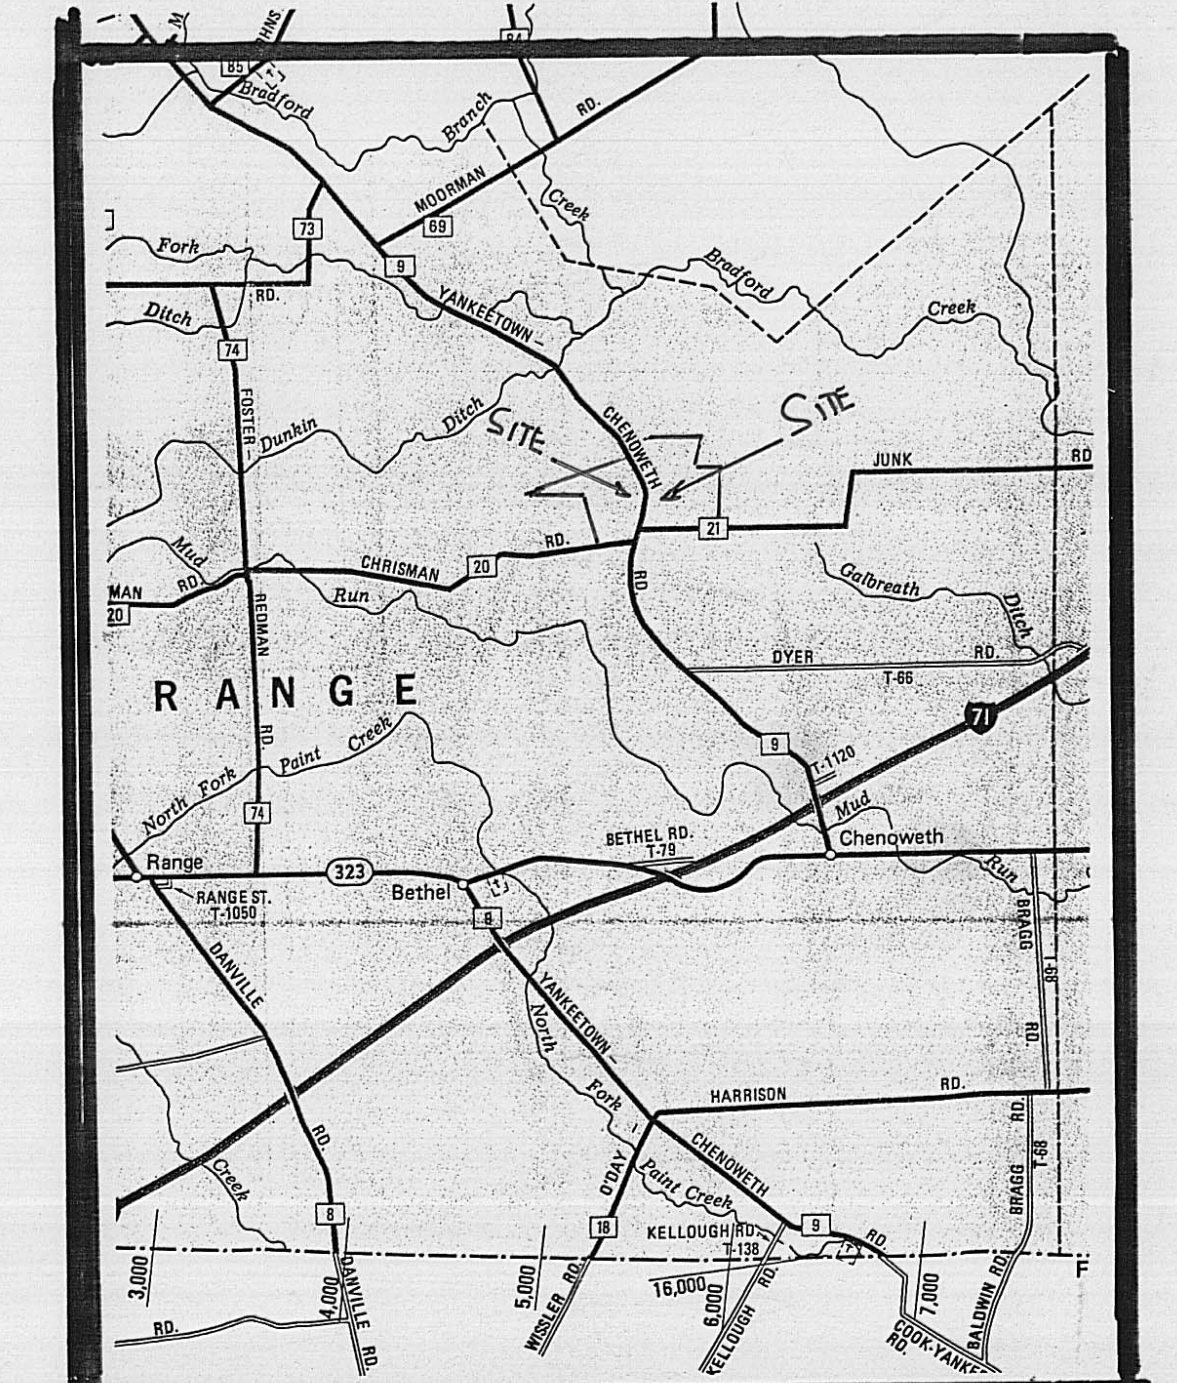 M
HNS
84
85
Bradford
Branch
RD.
MOORMAN
69
Creek
73
Fork
9
Bradford
RD.
YANKEETOWN -
Creek
Ditch
74
FOSTER -
CHENOWETH
SITE
SITE
Ditch
Dunkin
JUNK
RD
21
RD.
20
CHRISMAN
Mud
RD.
MAN
20
Run
RD
Galbreath
Ditch
REDMAN
DYER
RD.
T-66
RANGE
71
RD.
Creek
Paint
Fork
North
9
T-1120
74
Mud
BETHEL RD.
T-79
Chenoweth
Range
323
Bethel
Run
RANGE ST.
T-1050
8
BRAGG
T-89
RD
DANVILLE
YANKEETOWN -
North
Fork
HARRISON
RD.
RD.
RD.
CHENOWETH
T-68
BRAGG
O'DAY
Paint Creek
Creek
8
18
KELLOUGH RD.
T-138
9
RD.
3,000
4,000
DANVILLE
RD.
5,000
WISSLER RD.
16,000
6,000
KELLOUGH
RD.
7,000
BALDWIN RD.
F
RD.
COOK-YANKE
RD.